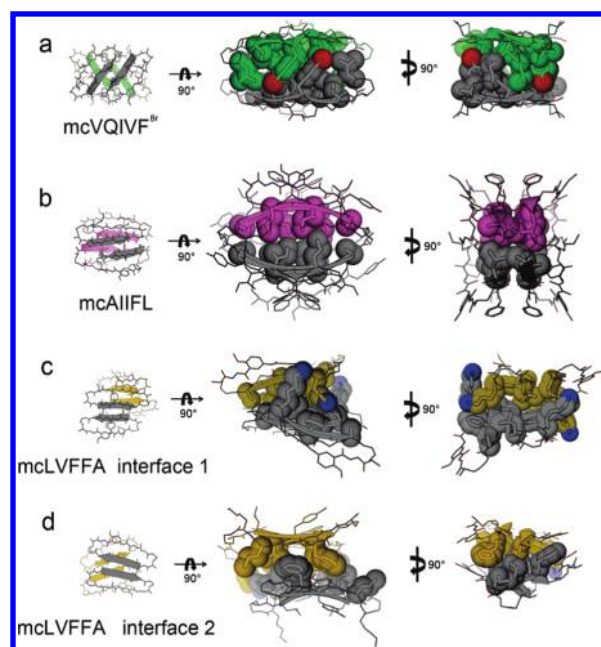 a
90° 90°
mcVQIVF^Br
b
90° 90°
mcAIIFL
c
90° 90°
mcLVFFA interface 1
d
90° 90°
mcLVFFA interface 2